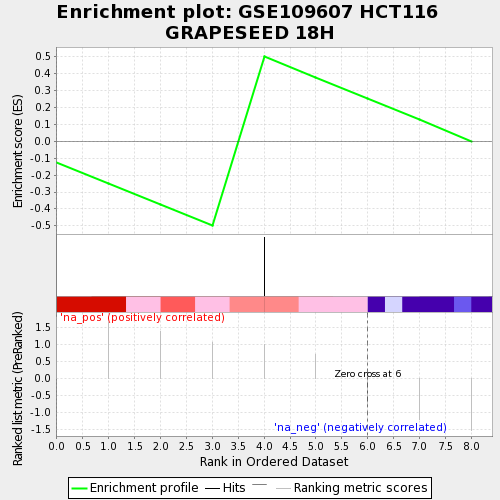 Enrichment plot: GSE109607 HCT116
GRAPESEED 18H
Enrichment score (ES)
0.5
0.4
0.3
0.2
0.1
0.0
-0.1
-0.2
-0.3
-0.4
-0.5
Ranked list metric (PreRanked)
'na_pos' (positively correlated)
1.5
1.0
0.5
0.0
-0.5
-1.0
-1.5
Zero cross at 6
'na_neg' (negatively correlated)
0.0 0.5 1.0 1.5 2.0 2.5 3.0 3.5 4.0 4.5 5.0 5.5 6.0 6.5 7.0 7.5 8.0
Rank in Ordered Dataset
Enrichment profile Hits Ranking metric scores